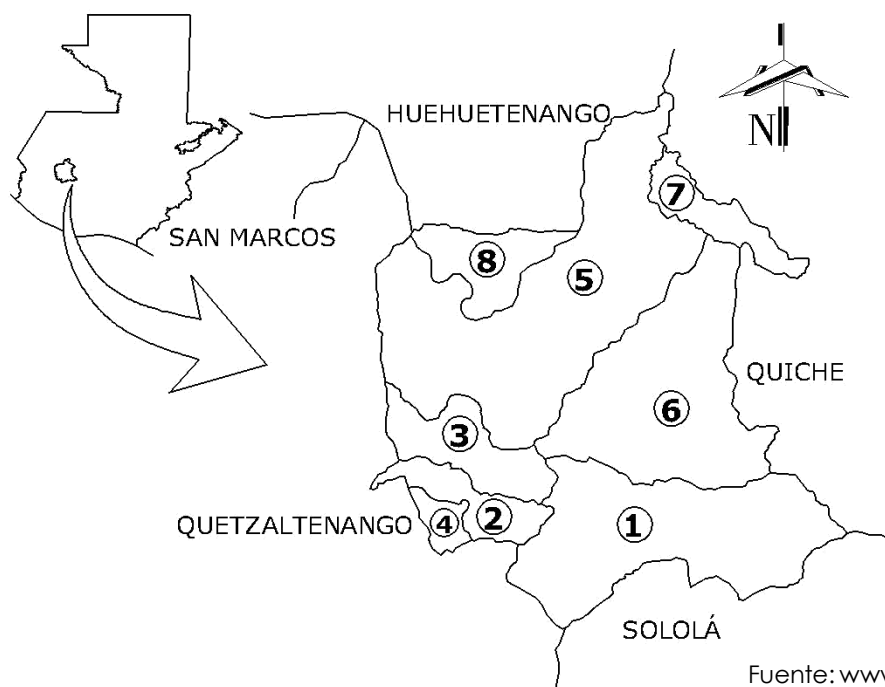 HUEHUETENANGO
N
7
SAN MARCOS
8
5
QUICHE
6
3
QUETZALTENANGO
4
2
1
SOLOLÁ
Fuente: www